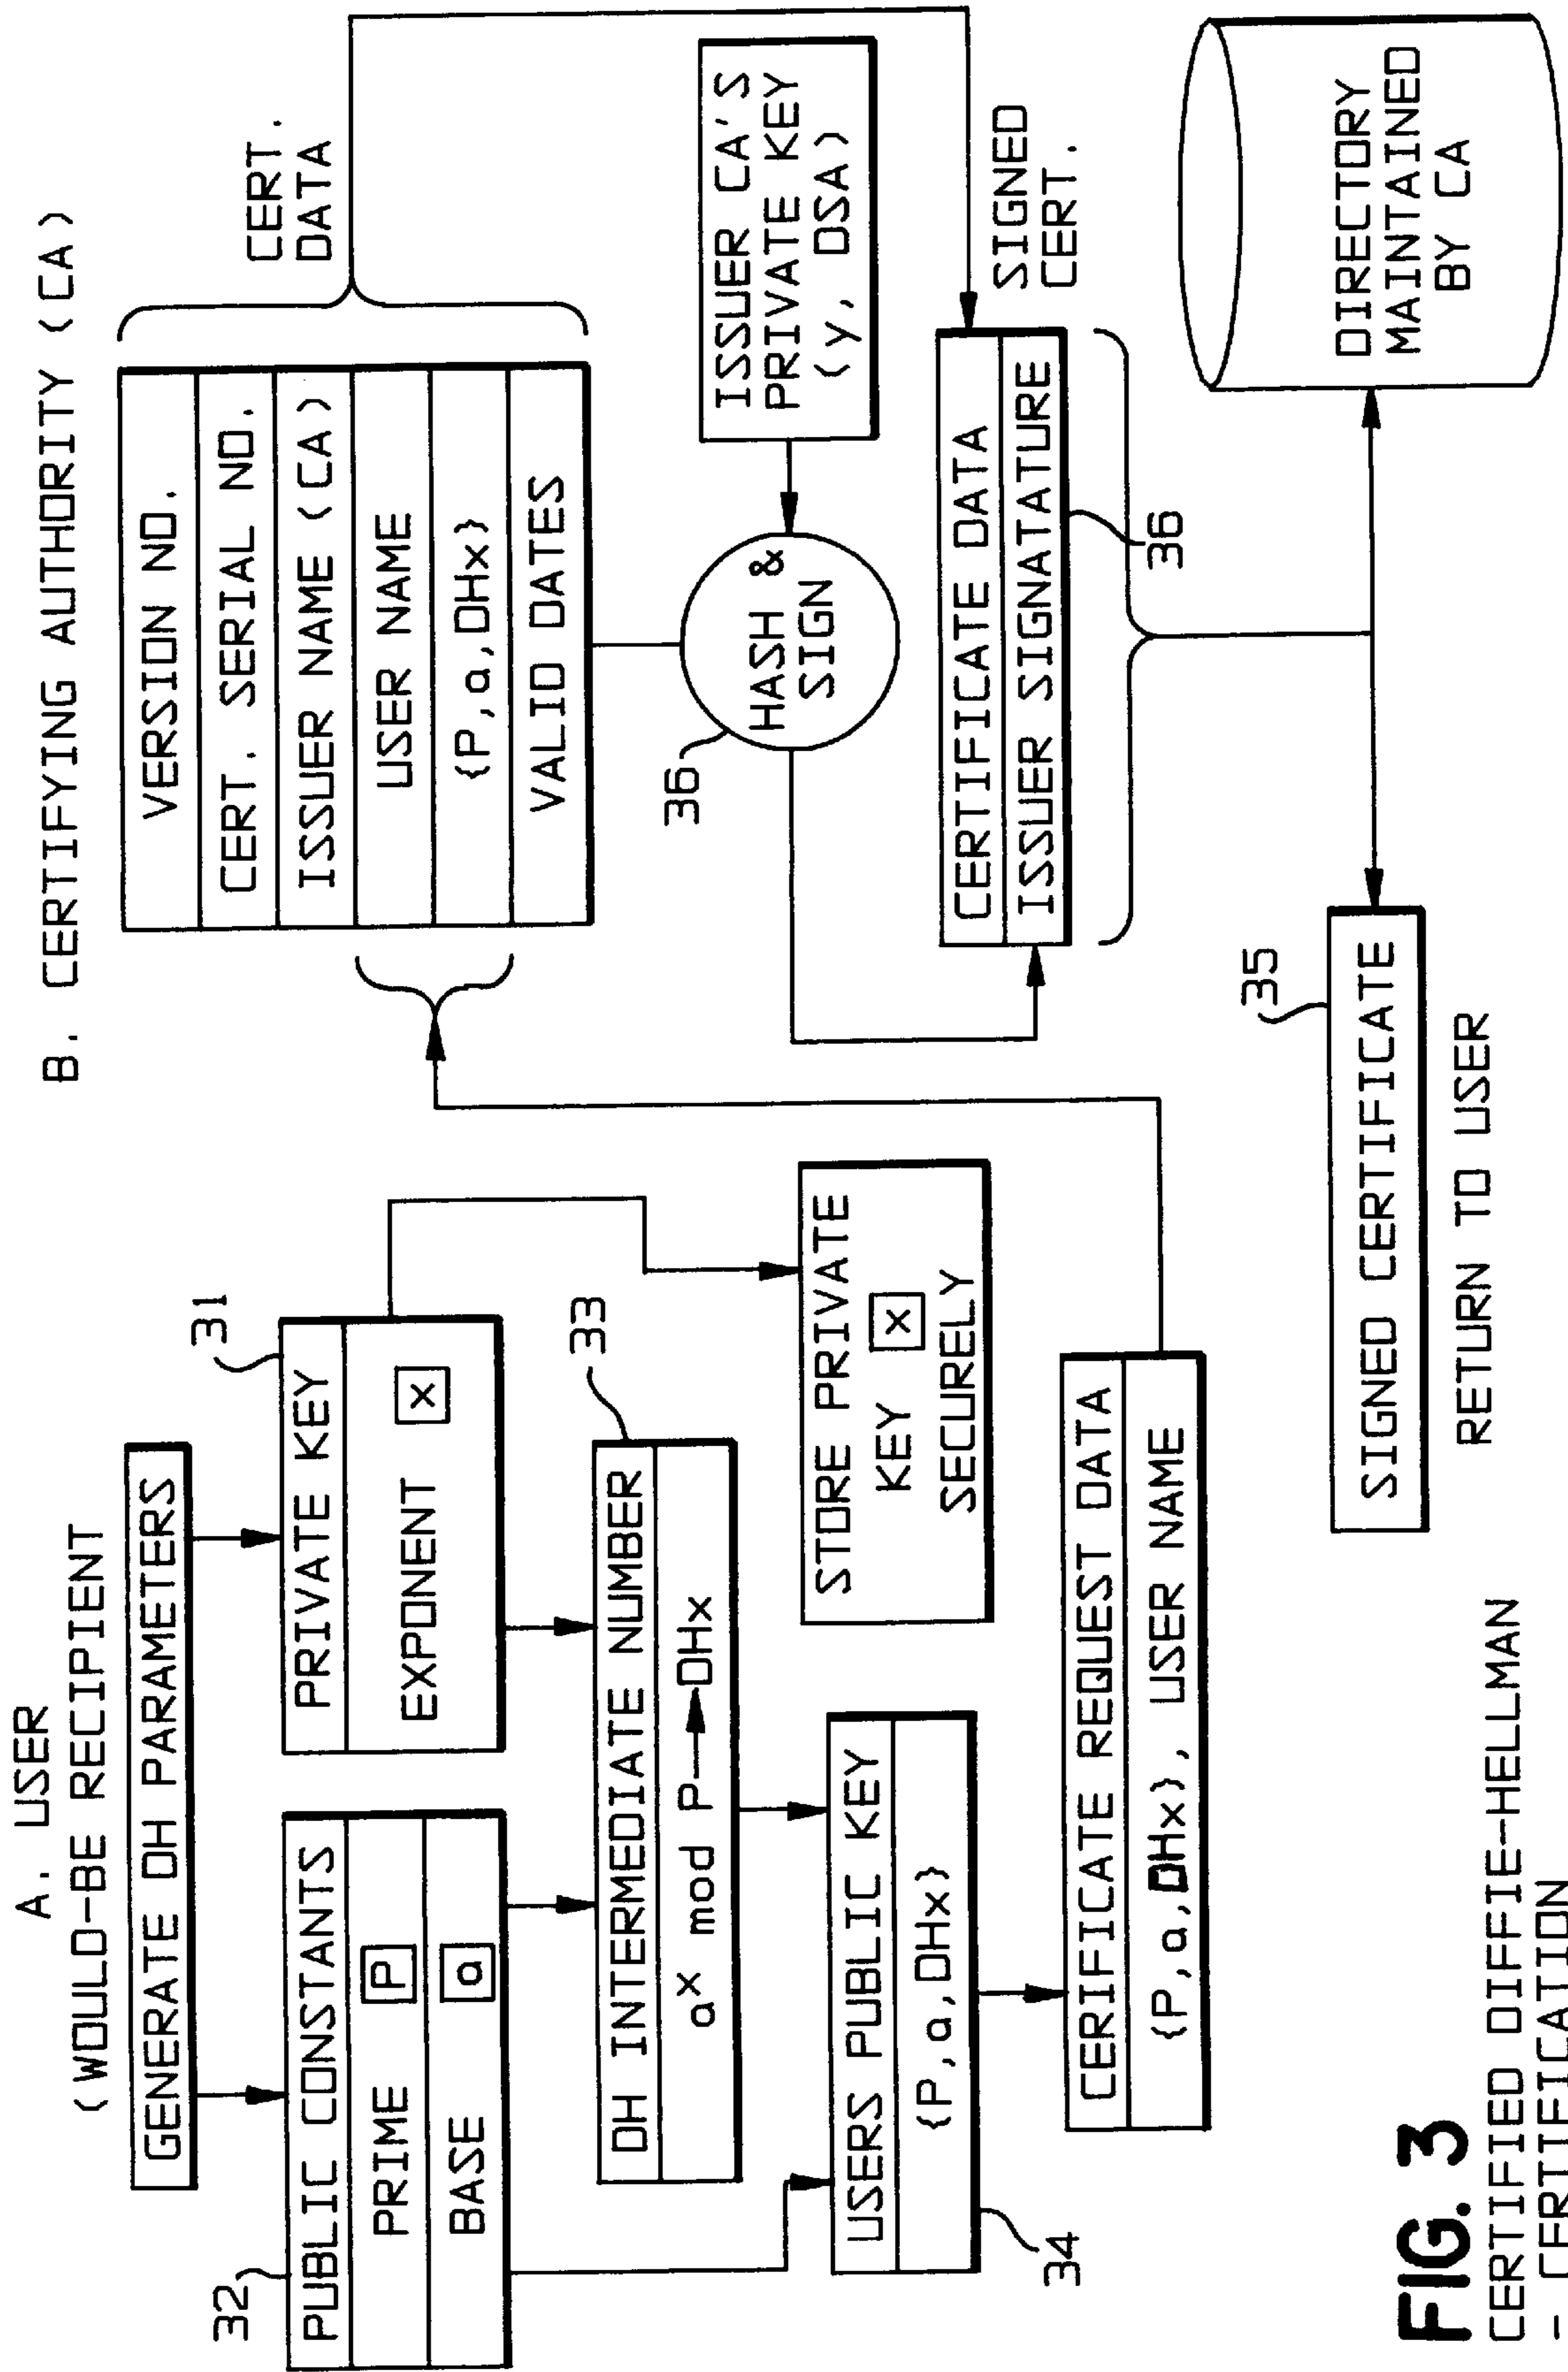 A. USER
(WOULD-BE RECIPIENT
GENERATE DH PARAMETERS
32
PUBLIC CONSTANTS
PRIME P
BASE a
31
PRIVATE KEY
EXPONENT x
33
DH INTERMEDIATE NUMBER
aˣ mod P→DHx
STORE PRIVATE
KEY x
SECURELY
USERS PUBLIC KEY
{P,a,DHx}
34
CERTIFICATE REQUEST DATA
{P,a,DHx}, USER NAME
B. CERTIFYING AUTHORITY (CA)
VERSION NO.
CERT. SERIAL NO.
ISSUER NAME (CA)
USER NAME
{P,a,DHx}
VALID DATES
CERT.
DATA
36
HASH &
SIGN
ISSUER CA'S
PRIVATE KEY
(y, DSA)
SIGNED
CERT.
CERTIFICATE DATA
ISSUER SIGNATATURE
36
35
SIGNED CERTIFICATE
RETURN TO USER
DIRECTORY
MAINTAINED
BY CA
FIG. 3
CERTIFIED DIFFIE-HELLMAN
- CERTIFICATION